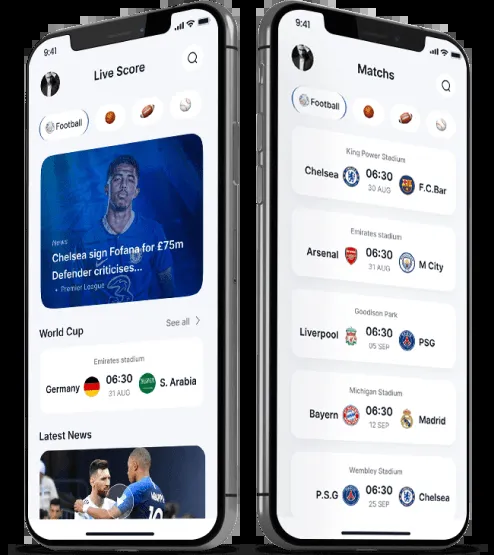 9:41
Live Score
Football
News
Chelsea sign Fofana for £75m
Defender criticises...
• Premier League
World Cup
See all >
Emirates stadium
Germany 06:30 S. Arabia
31 AUG
Latest News
10
9:41
Matchs
Football
King Power Stadium
Chelsea 06:30 F.C.Bar
30 AUG
Emirates stadium
Arsenal 06:30 M City
31 AUG
Goodison Park
Liverpool 06:30 PSG
05 SEP
Michigan Stadium
Bayern 06:30 Madrid
12 SEP
Wembley Stadium
P.S.G 06:30 Chelsea
25 SEP